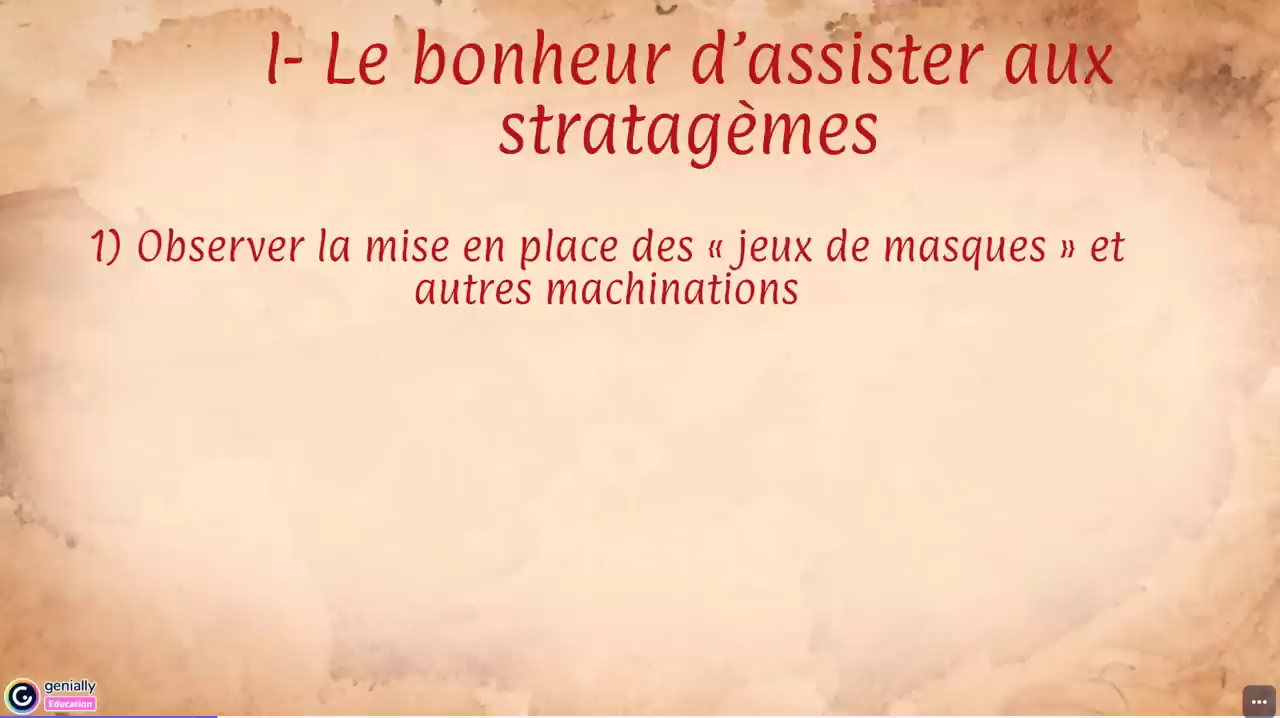 I- Le bonheur d’assister aux
stratagèmes
1) Observer la mise en place des « jeux de masques » et
autres machinations
genially
Education